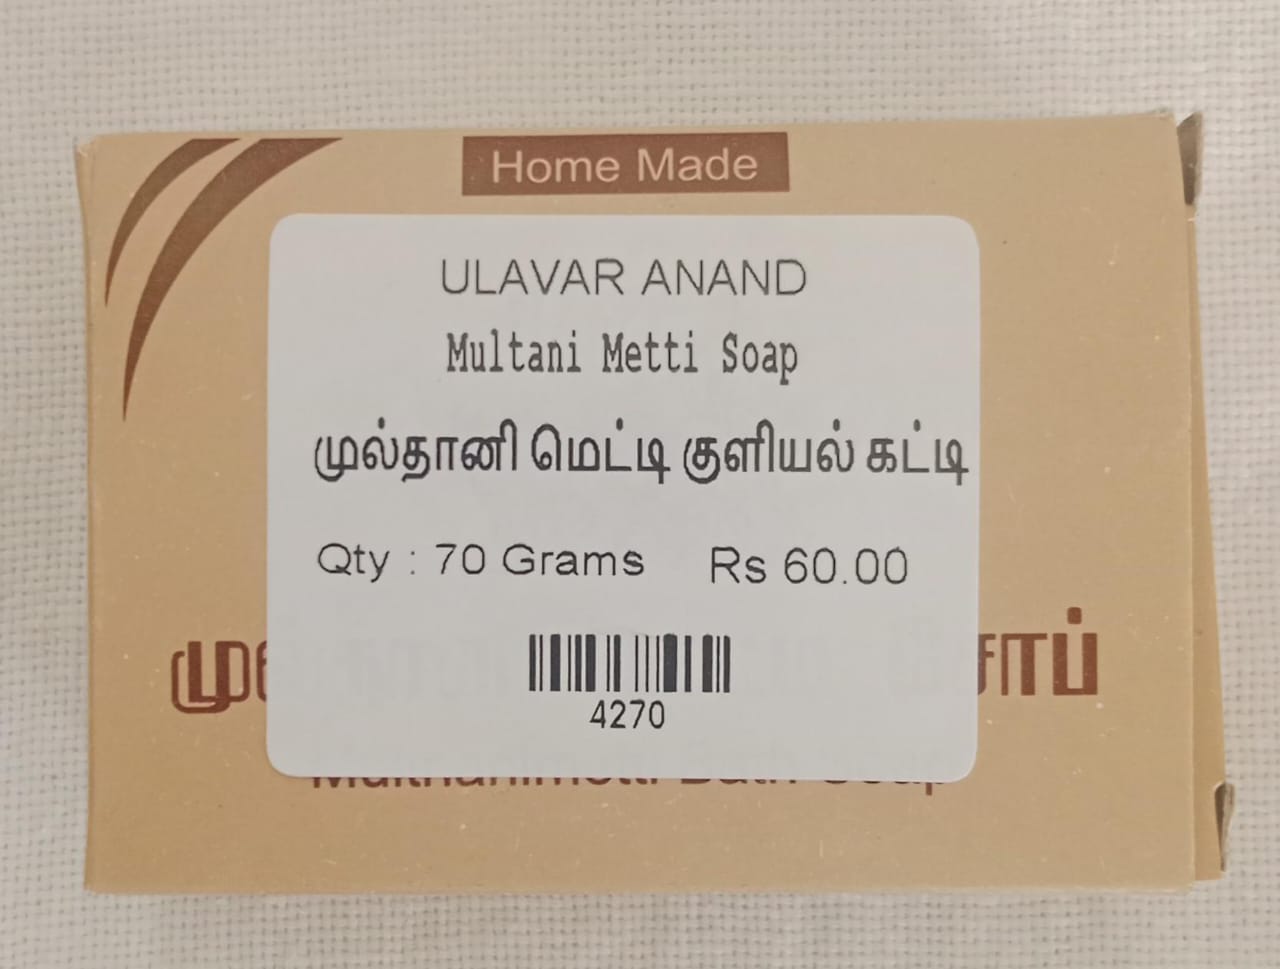 Home Made
ULAVAR ANAND
Multani Metti Soap
முல்தானி மெட்டி குளியல் கட்டி
Qty : 70 Grams Rs 60.00
4270